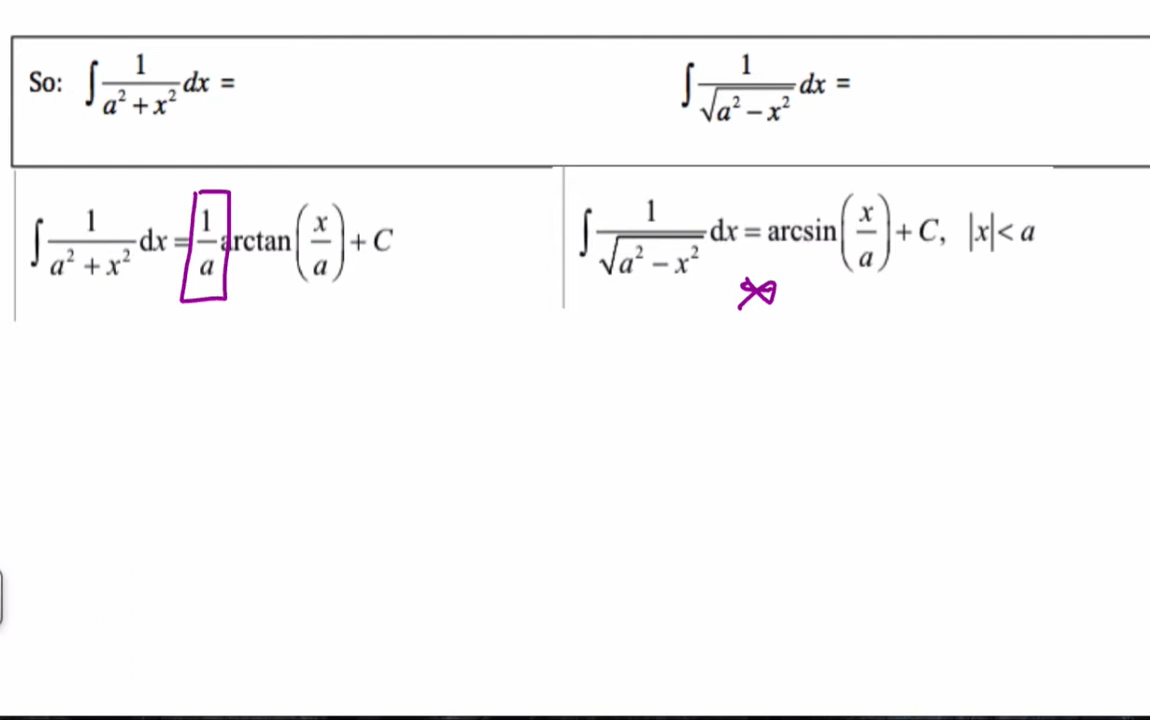 So: ∫ 1/(a² + x²) dx =
∫ 1/√(a² − x²) dx =
∫ 1/(a² + x²) dx = 1/a arctan(x/a) + C
∫ 1/√(a² − x²) dx = arcsin(x/a) + C, |x| < a